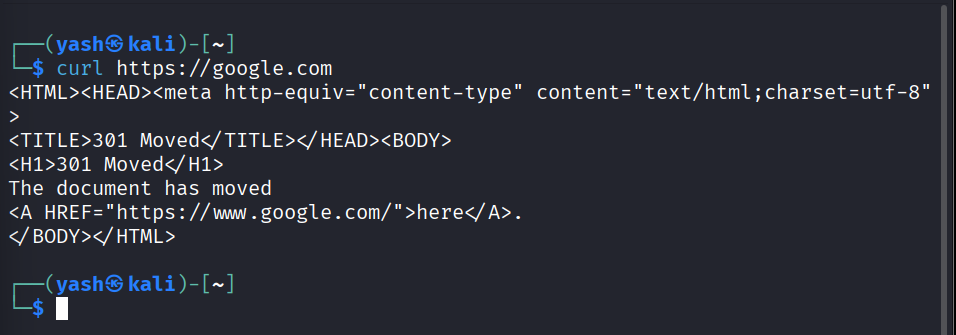 ┌──(yash㉿kali)-[~]
└─$ curl https://google.com
<HTML><HEAD><meta http-equiv="content-type" content="text/html;charset=utf-8"
>
<TITLE>301 Moved</TITLE></HEAD><BODY>
<H1>301 Moved</H1>
The document has moved
<A HREF="https://www.google.com/">here</A>.
</BODY></HTML>
┌──(yash㉿kali)-[~]
└─$